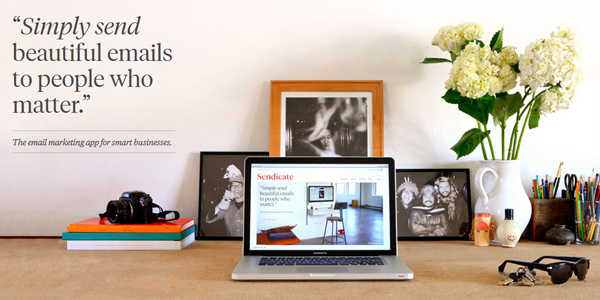 “Simply send
beautiful emails
to people who
matter.”
The email marketing app for smart businesses.
Sendicate
“Simply send
beautiful emails
to people who
matter.”